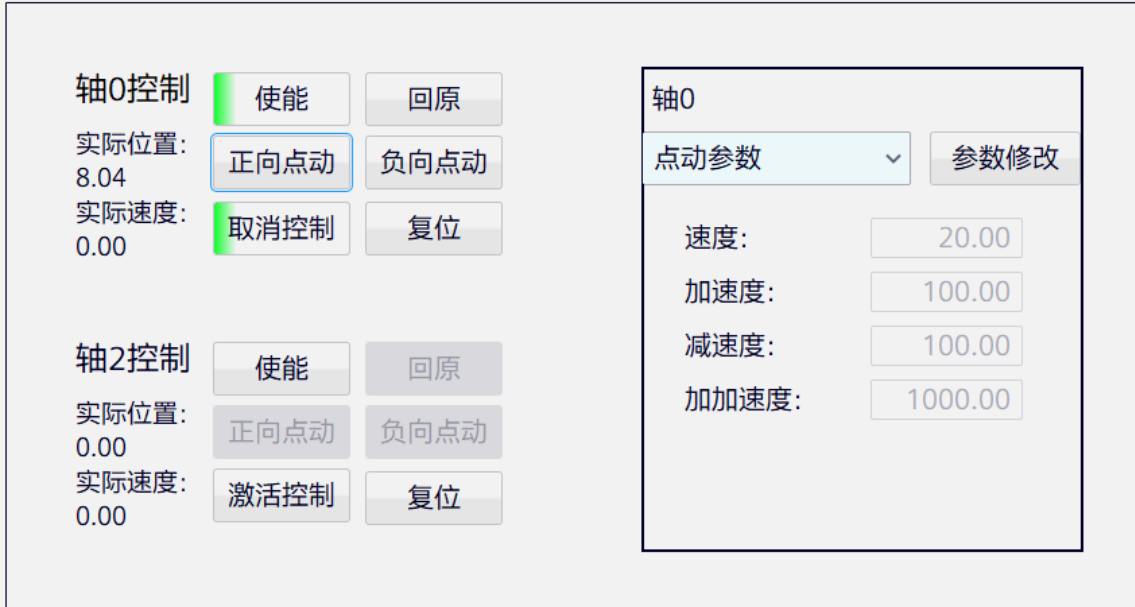 轴0控制
使能
回原
实际位置:
8.04
正向点动
负向点动
实际速度:
0.00
取消控制
复位
轴2控制
使能
回原
实际位置:
0.00
正向点动
负向点动
实际速度:
0.00
激活控制
复位
轴0
点动参数
参数修改
速度:
20.00
加速度:
100.00
减速度:
100.00
加加速度:
1000.00